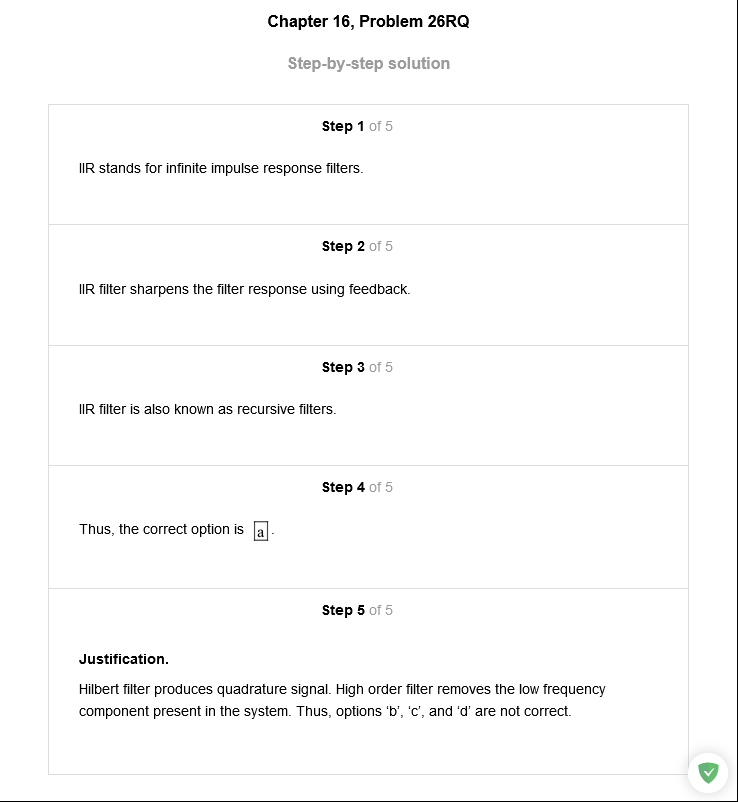 Chapter 16, Problem 26RQ
Step-by-step solution
Step 1 of 5
IIR stands for infinite impulse response filters.
Step 2 of 5
IIR filter sharpens the filter response using feedback.
Step 3 of 5
IIR filter is also known as recursive filters.
Step 4 of 5
Thus, the correct option is a.
Step 5 of 5
Justification.
Hilbert filter produces quadrature signal. High order filter removes the low frequency
component present in the system. Thus, options ‘b’, ‘c’, and ‘d’ are not correct.